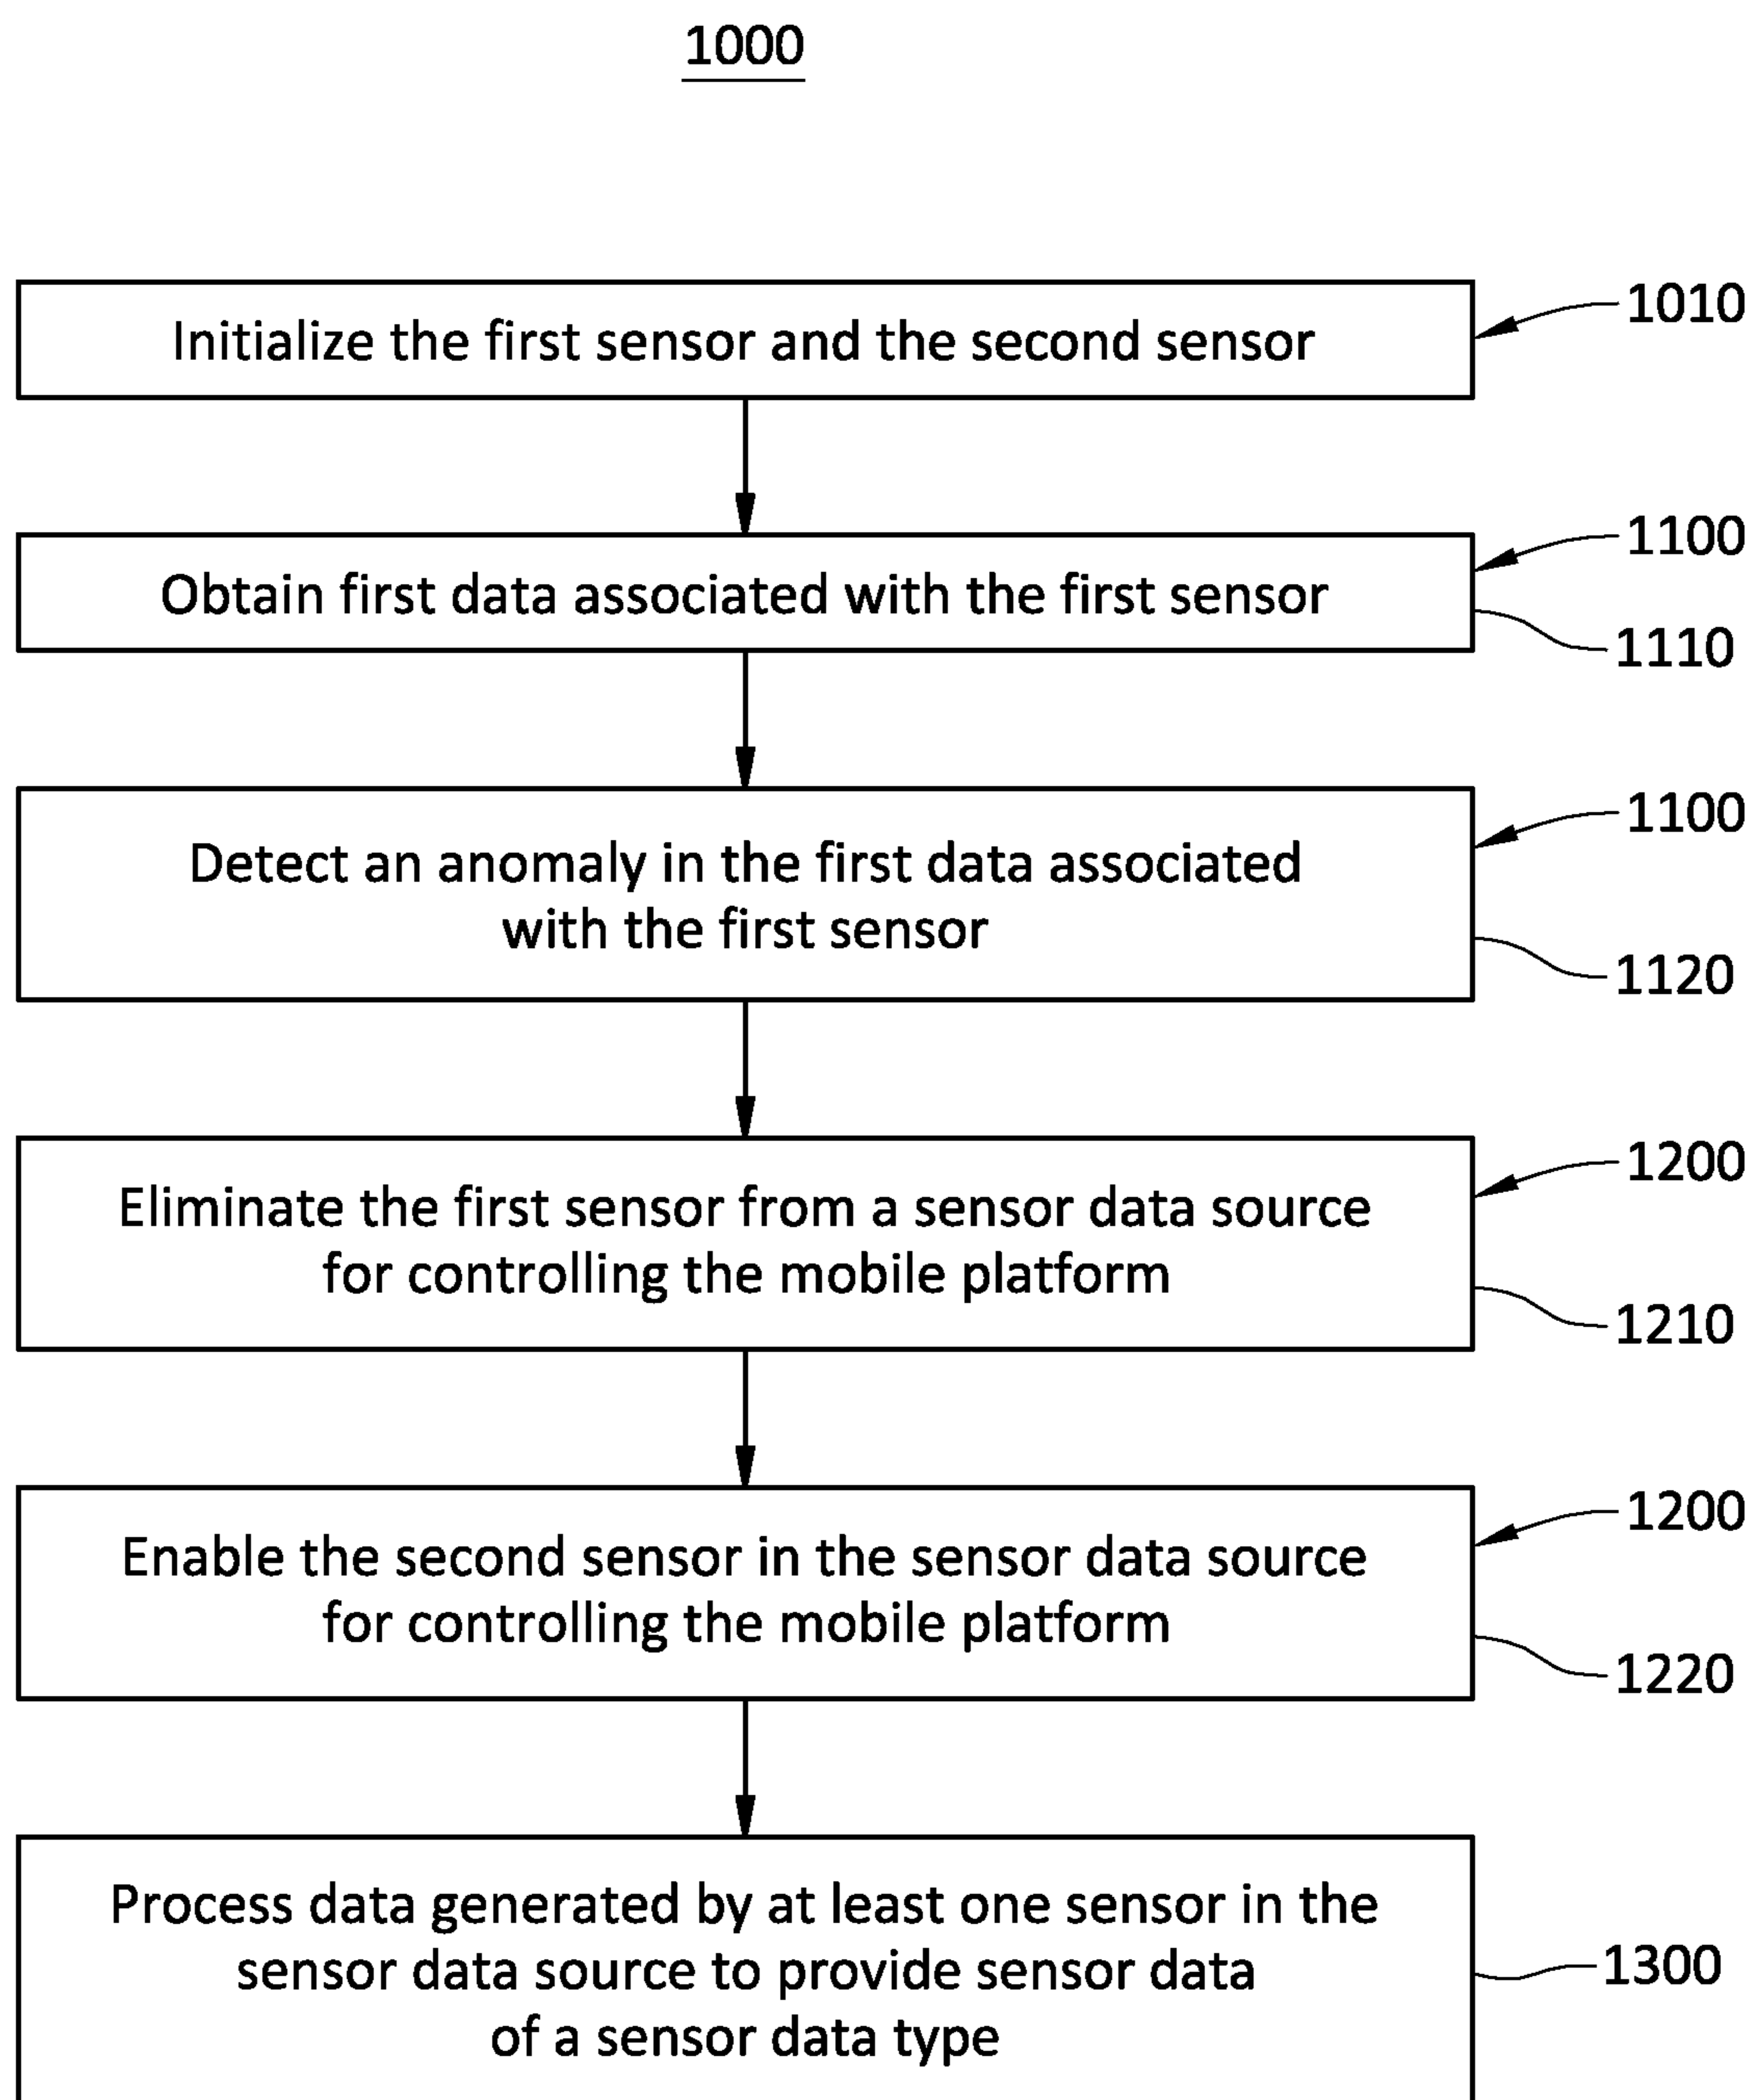 1000
Initialize the first sensor and the second sensor
1010
Obtain first data associated with the first sensor
1100
1110
Detect an anomaly in the first data associated
with the first sensor
1100
1120
Eliminate the first sensor from a sensor data source
for controlling the mobile platform
1200
1210
Enable the second sensor in the sensor data source
for controlling the mobile platform
1200
1220
Process data generated by at least one sensor in the
sensor data source to provide sensor data
of a sensor data type
1300